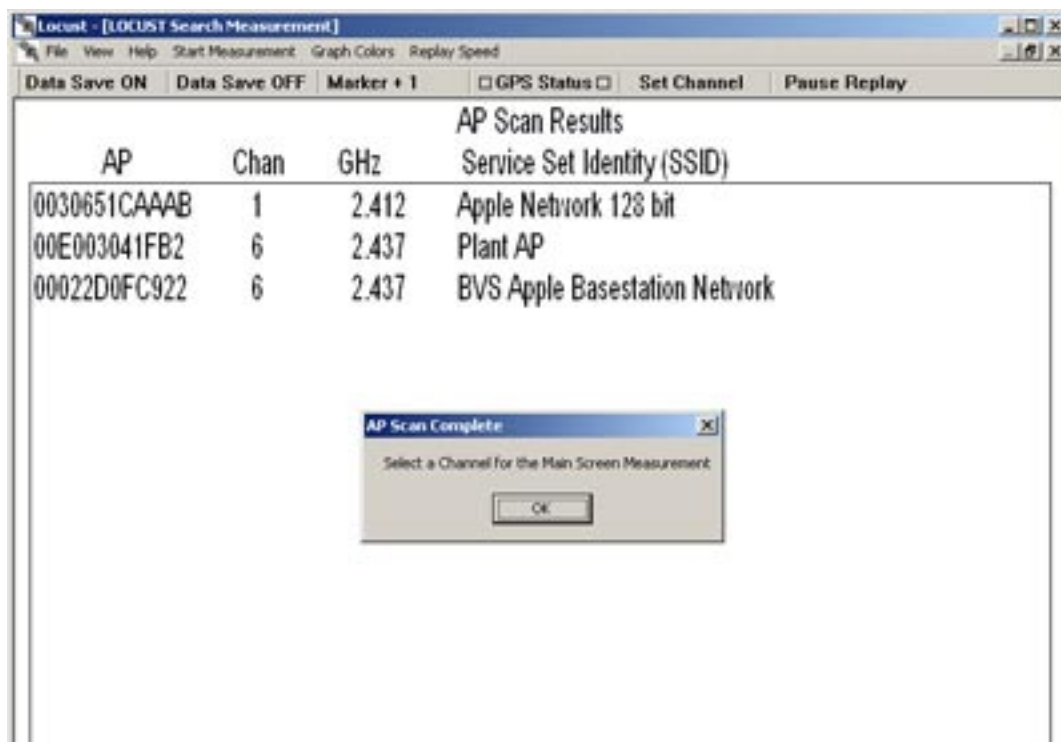 Locust - [LOCUST Search Measurement]
File View Help Start Measurement Graph Colors Replay Speed
Data Save ON Data Save OFF Marker + 1 GPS Status Set Channel Pause Replay
AP Scan Results
AP Chan GHz Service Set Identity (SSID)
0030651CAAAB 1 2.412 Apple Network 128 bit
00E003041FB2 6 2.437 Plant AP
00022D0FC922 6 2.437 BVS Apple Basestation Network
AP Scan Complete
Select a Channel for the Main Screen Measurement
OK